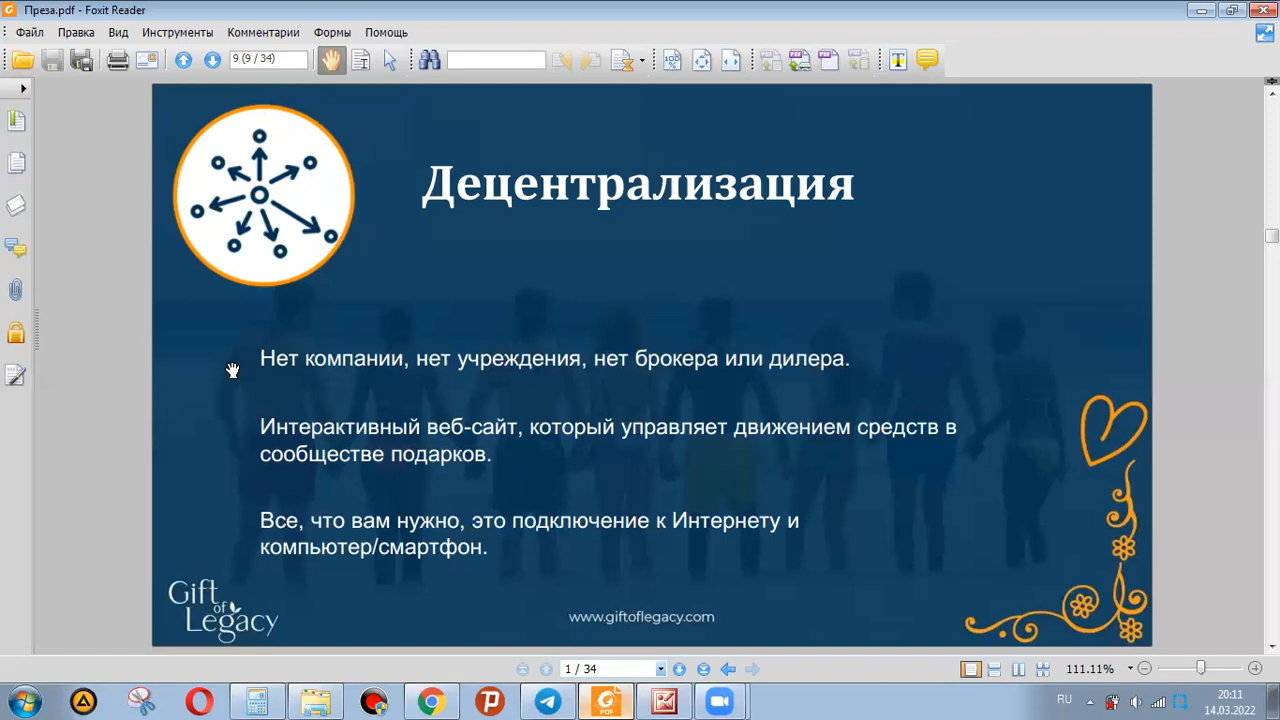 Преза.pdf - Foxit Reader
Файл Правка Вид Инструменты Комментарии Формы Помощь
9 (9 / 34)
Децентрализация
Нет компании, нет учреждения, нет брокера или дилера.
Интерактивный веб-сайт, который управляет движением средств в
сообществе подарков.
Все, что вам нужно, это подключение к Интернету и
компьютер/смартфон.
Gift
of
Legacy
www.giftoflegacy.com
1 / 34
111.11%
RU
20:11
14.03.2022